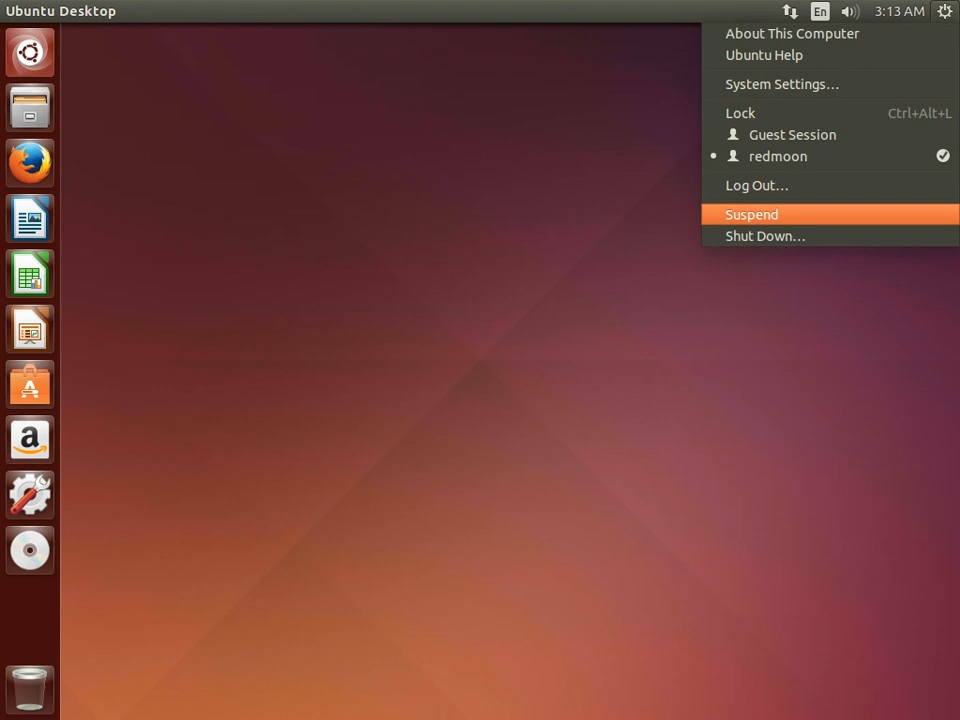 Ubuntu Desktop
En
3:13 AM
About This Computer
Ubuntu Help
System Settings...
Lock Ctrl+Alt+L
Guest Session
redmoon
Log Out...
Suspend
Shut Down...
A
a